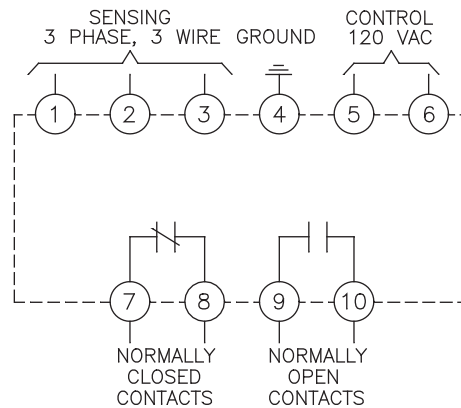 SENSING
3 PHASE, 3 WIRE GROUND
CONTROL
120 VAC
1 2 3 4 5 6
7 8 9 10
NORMALLY
CLOSED
CONTACTS
NORMALLY
OPEN
CONTACTS